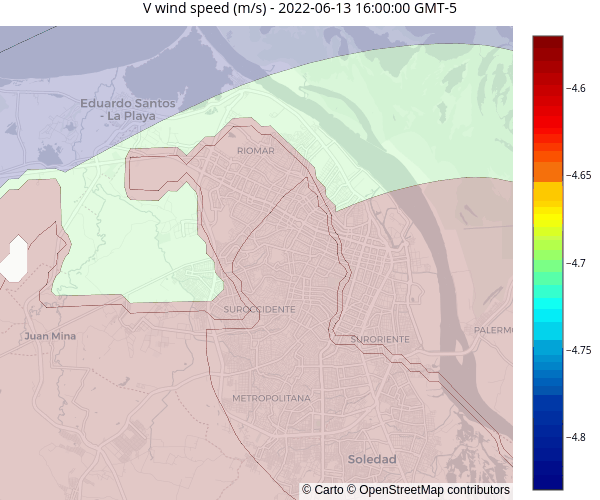 V wind speed (m/s) - 2022-06-13 16:00:00 GMT-5
Eduardo Santos
- La Playa
RIOMAR
SUROCCIDENTE
Juan Mina
SURORIENTE
PALERMO
METROPOLITANA
Soledad
© Carto © OpenStreetMap contributors
−4.6
−4.65
−4.7
−4.75
−4.8